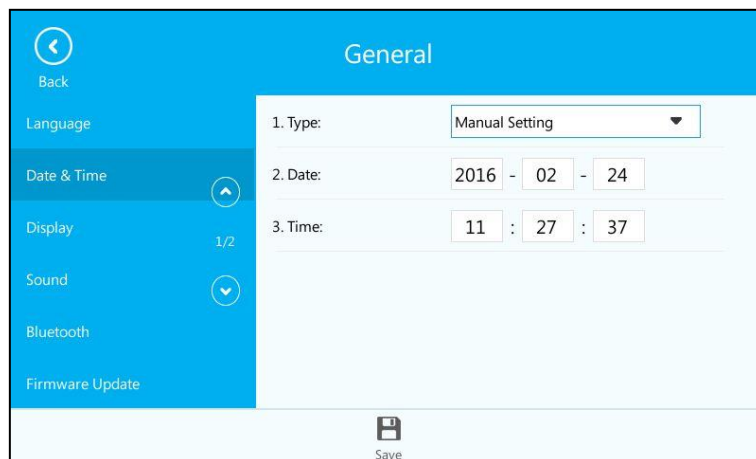 General
Back
Language
Date & Time
Display
1/2
Sound
Bluetooth
Firmware Update
1. Type: Manual Setting
2. Date: 2016 - 02 - 24
3. Time: 11 : 27 : 37
Save